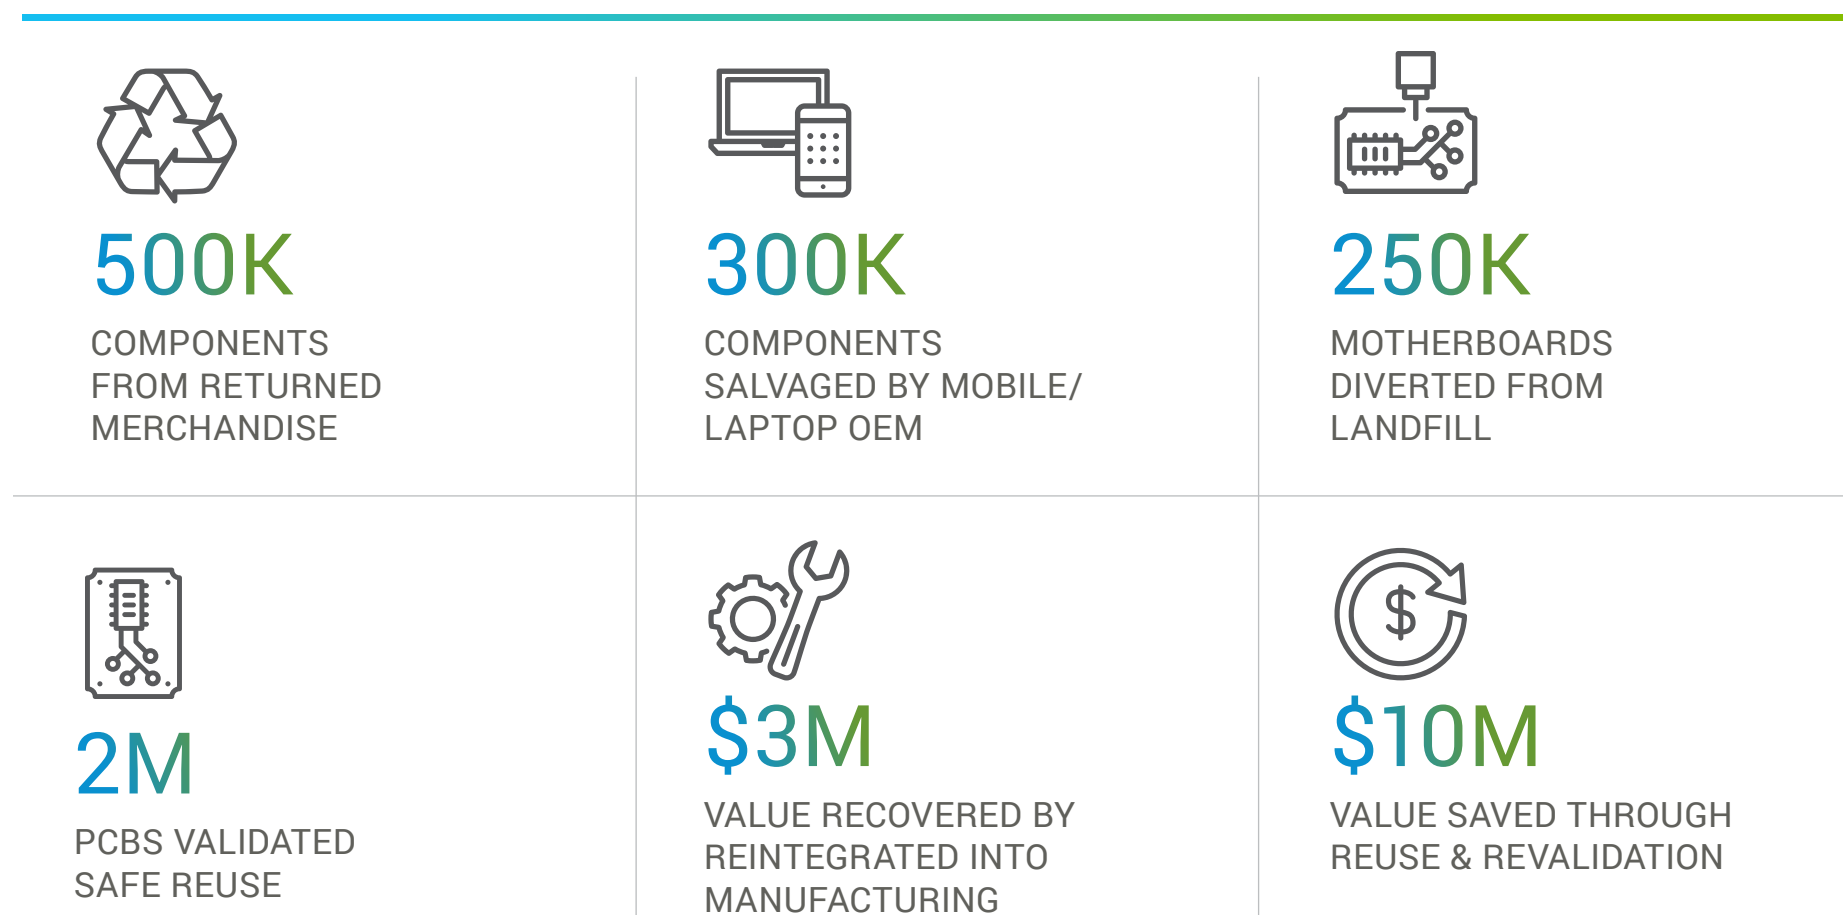 500K
COMPONENTS
FROM RETURNED
MERCHANDISE
300K
COMPONENTS
SALVAGED BY MOBILE/
LAPTOP OEM
250K
MOTHERBOARDS
DIVERTED FROM
LANDFILL
2M
PCBS VALIDATED
SAFE REUSE
$3M
VALUE RECOVERED BY
REINTEGRATED INTO
MANUFACTURING
$
$10M
VALUE SAVED THROUGH
REUSE & REVALIDATION